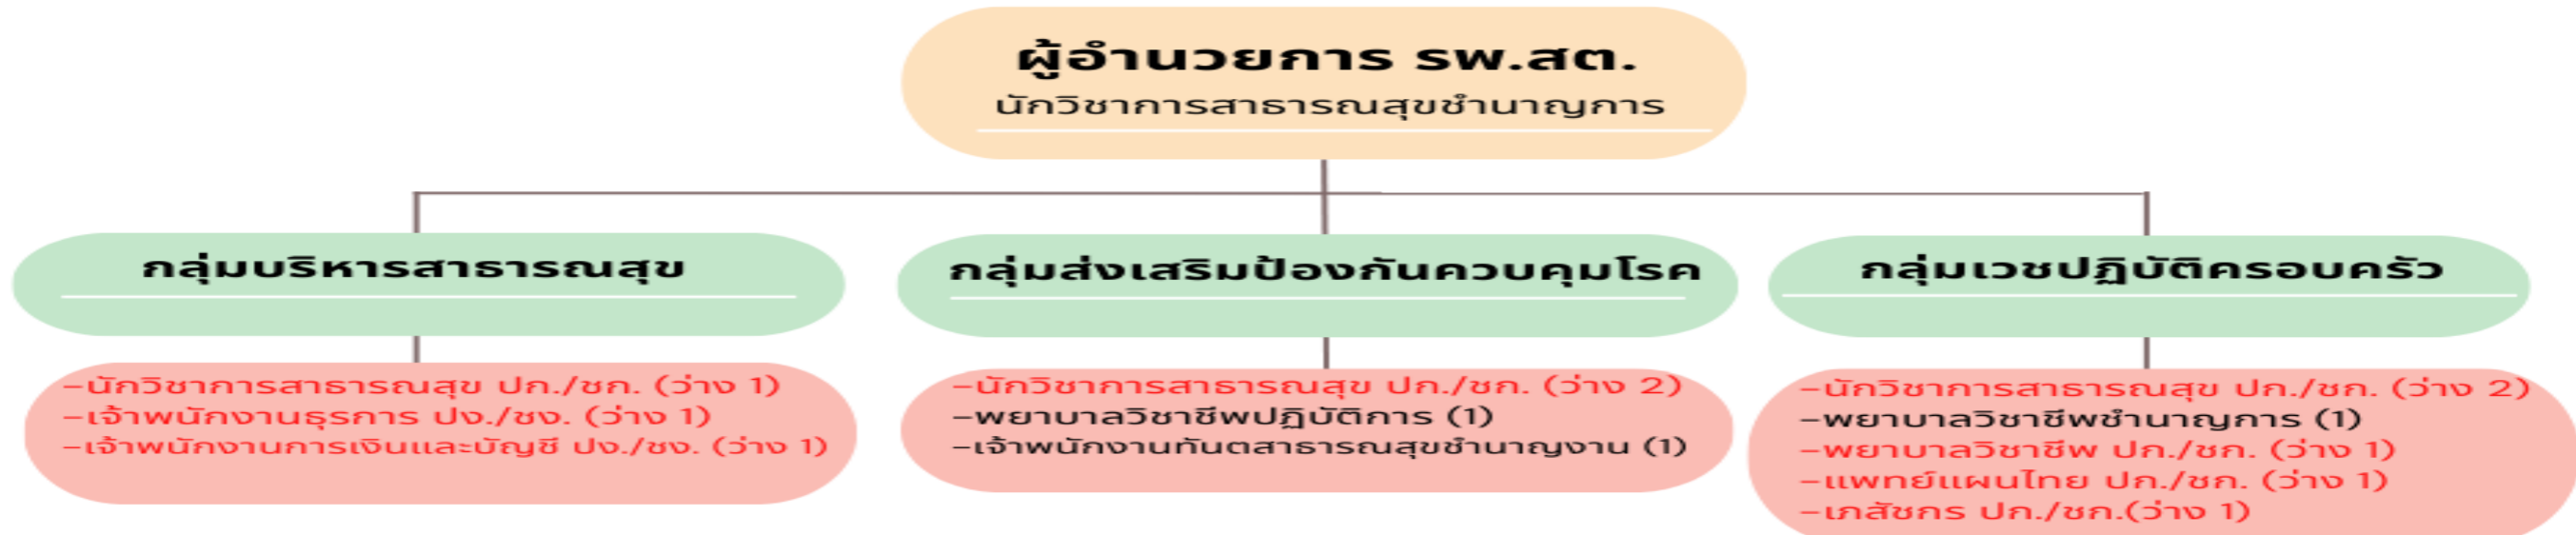 ผู้อำนวยการ รพ.สต.
นักวิชาการสาธารณสุขชำนาญการ
กลุ่มบริหารสาธารณสุข
-นักวิชาการสาธารณสุข ปก./ชก. (ว่าง 1)
-เจ้าพนักงานธุรการ ปง./ชง. (ว่าง 1)
-เจ้าพนักงานการเงินและบัญชี ปง./ชง. (ว่าง 1)
กลุ่มส่งเสริมป้องกันควบคุมโรค
-นักวิชาการสาธารณสุข ปก./ชก. (ว่าง 2)
-พยาบาลวิชาชีพปฏิบัติการ (1)
-เจ้าพนักงานทันตสาธารณสุขชำนาญงาน (1)
กลุ่มเวชปฏิบัติครอบครัว
-นักวิชาการสาธารณสุข ปก./ชก. (ว่าง 2)
-พยาบาลวิชาชีพชำนาญการ (1)
-พยาบาลวิชาชีพ ปก./ชก. (ว่าง 1)
-แพทย์แผนไทย ปก./ชก. (ว่าง 1)
-เภสัชกร ปก./ชก.(ว่าง 1)